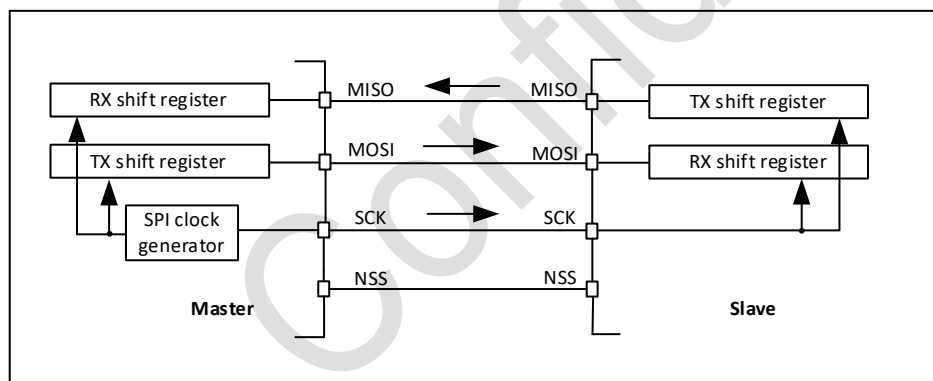 RX shift register
MISO
MISO
TX shift register
TX shift register
MOSI
MOSI
RX shift register
SPI clock
generator
SCK
SCK
NSS
NSS
Master
Slave